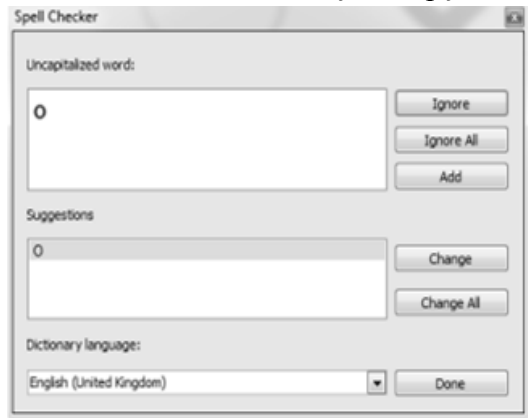 Spell Checker
Uncapitalized word:
o
Ignore
Ignore All
Add
Suggestions
O
Change
Change All
Dictionary language:
English (United Kingdom)
Done